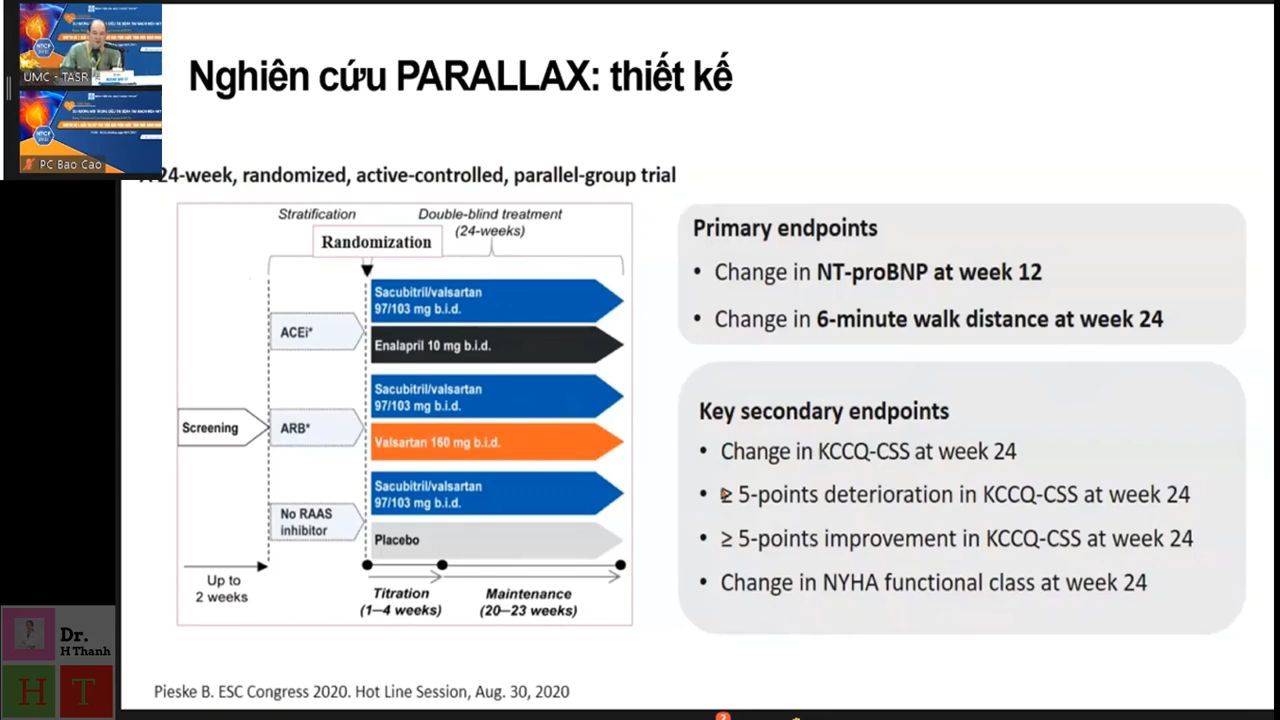 UMC - TASR
PC Bao Cao
Nghiên cứu PARALLAX: thiết kế
24-week, randomized, active-controlled, parallel-group trial
Stratification
Double-blind treatment
(24-weeks)
Randomization
Sacubitril/valsartan
97/103 mg b.i.d.
ACEi*
Enalapril 10 mg b.i.d.
Sacubitril/valsartan
97/103 mg b.i.d.
Screening
ARB*
Valsartan 160 mg b.i.d.
Sacubitril/valsartan
97/103 mg b.i.d.
No RAAS
inhibitor
Placebo
Up to
2 weeks
Titration
(1–4 weeks)
Maintenance
(20–23 weeks)
Primary endpoints
• Change in NT-proBNP at week 12
• Change in 6-minute walk distance at week 24
Key secondary endpoints
• Change in KCCQ-CSS at week 24
• ≥ 5-points deterioration in KCCQ-CSS at week 24
• ≥ 5-points improvement in KCCQ-CSS at week 24
• Change in NYHA functional class at week 24
Dr.
H Thanh
H T
Pieske B. ESC Congress 2020. Hot Line Session, Aug. 30, 2020